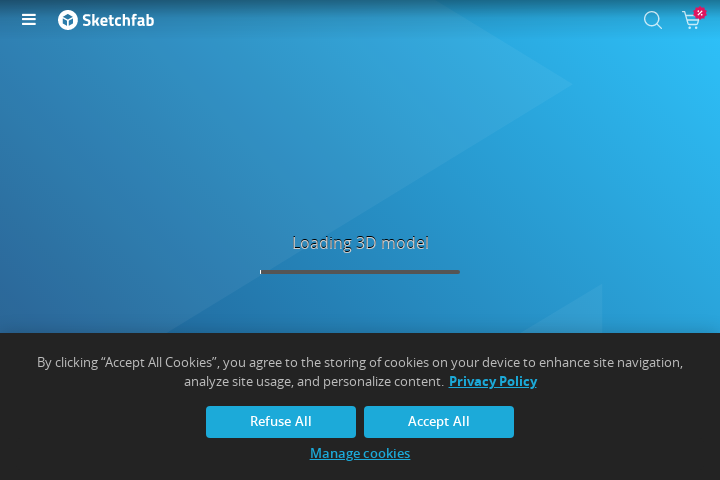 Sketchfab
%
Loading 3D model
By clicking “Accept All Cookies”, you agree to the storing of cookies on your device to enhance site navigation,
analyze site usage, and personalize content. Privacy Policy
Refuse All
Accept All
Manage cookies